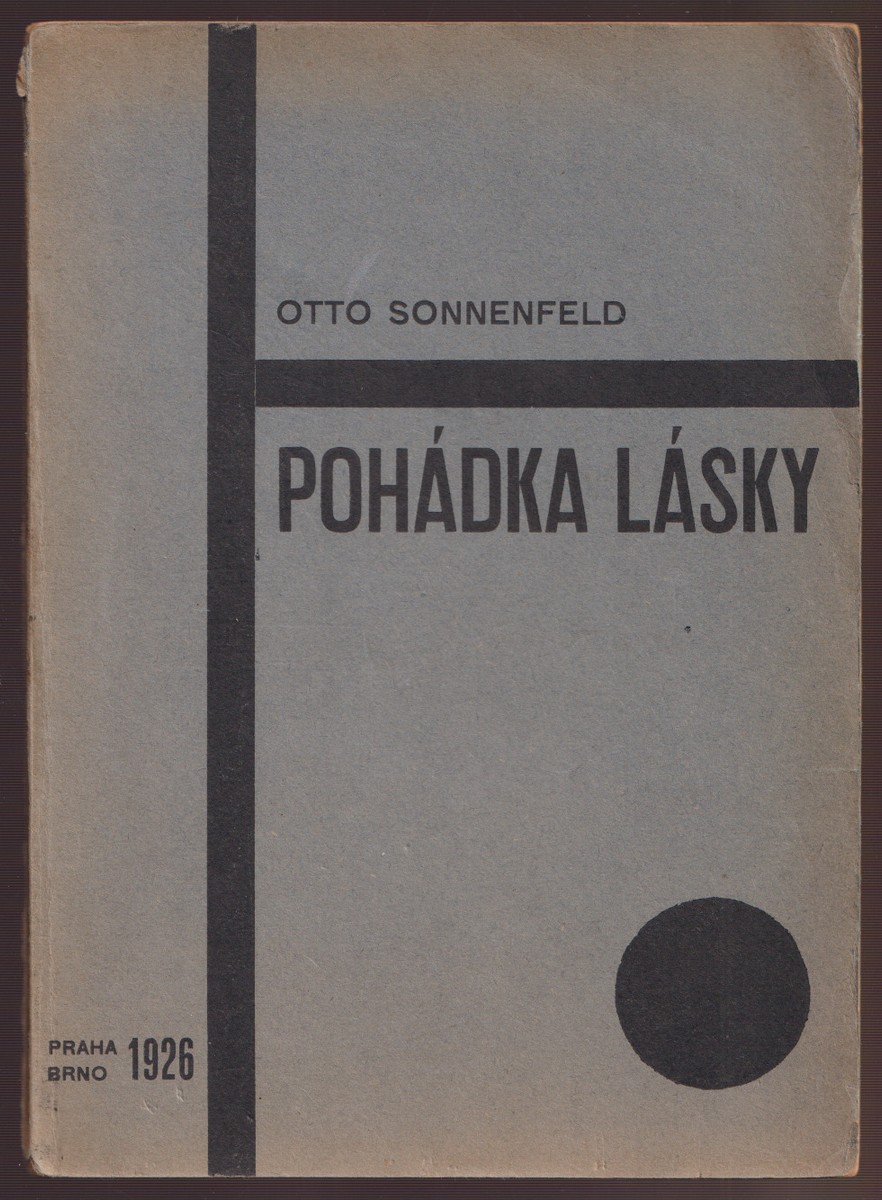 OTTO SONNENFELD
POHÁDKA LÁSKY
PRAHA
BRNO 1926